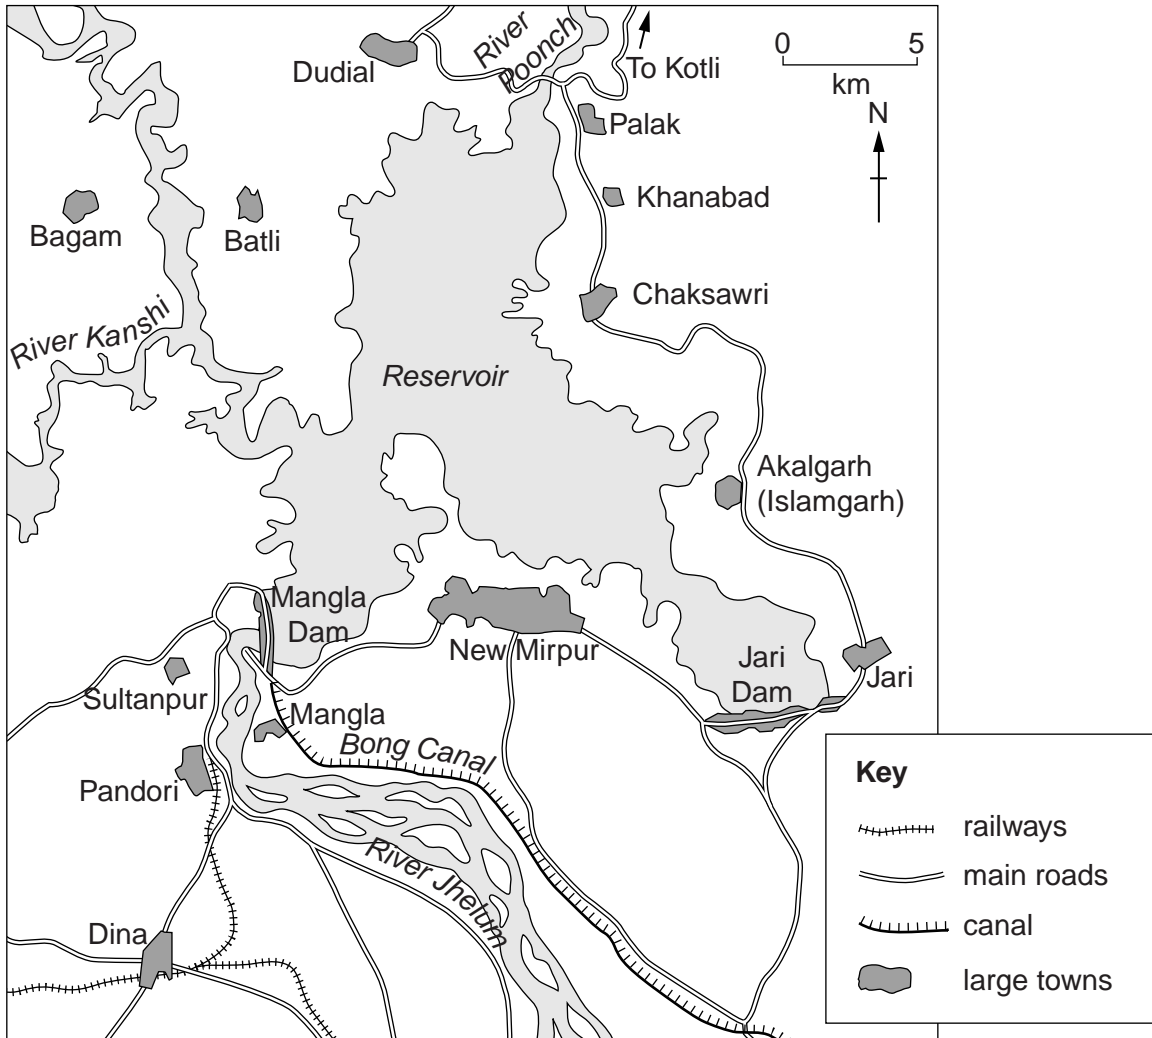 River
Poonch
Dudial
To Kotli
0 5
km
N
Palak
Khanabad
Bagam
Batli
Chaksawri
River Kanshi
Reservoir
Akalgarh
(Islamgarh)
Mangla
Dam
New Mirpur
Jari
Dam
Jari
Sultanpur
Mangla
Bong Canal
Pandori
River Jhelum
Dina
Key
railways
main roads
canal
large towns